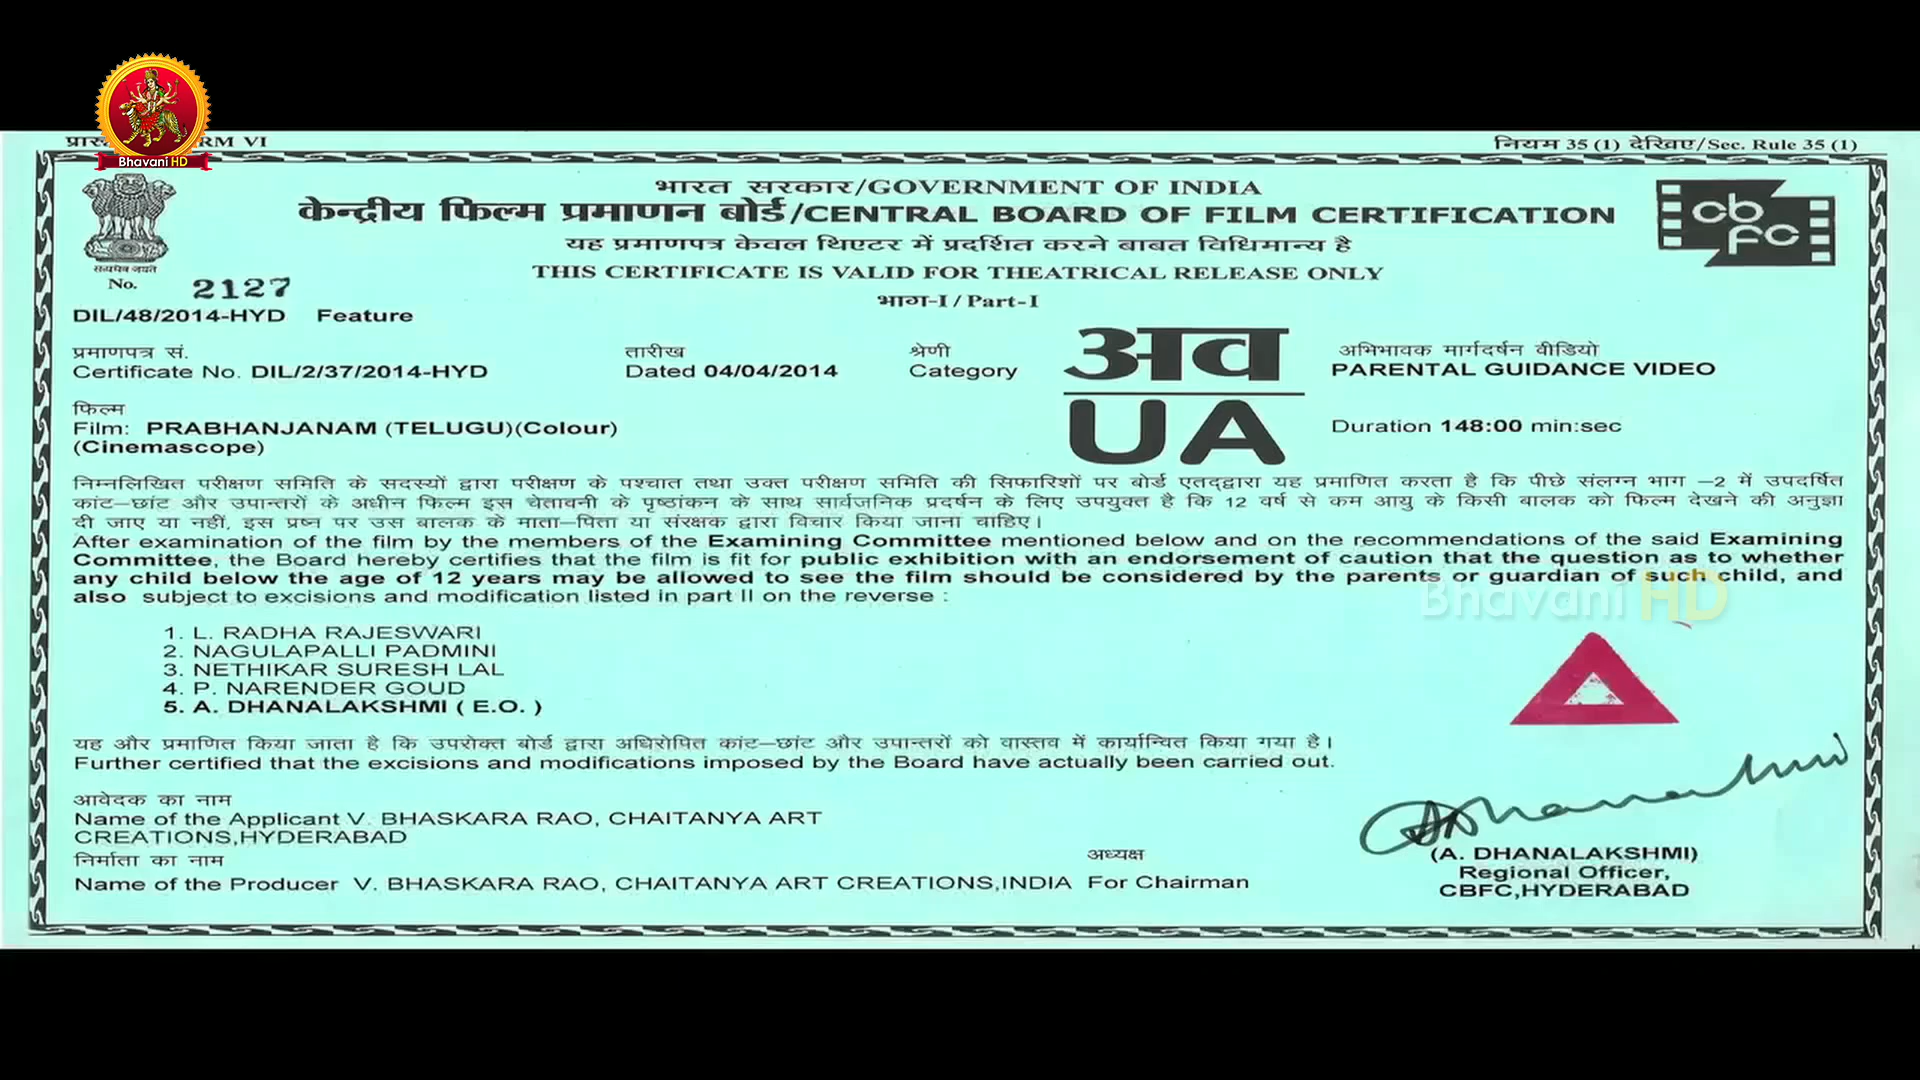 Bhavani HD
RM VI
नियम 35 (1) देखिए/Sec. Rule 35 (1)
भारत सरकार/GOVERNMENT OF INDIA
केन्द्रीय फिल्म प्रमाणन बोर्ड/CENTRAL BOARD OF FILM CERTIFICATION
cbfc
यह प्रमाणपत्र केवल थिएटर में प्रदर्शित करने बाबत विधिमान्य है
सत्यमेव जयते
THIS CERTIFICATE IS VALID FOR THEATRICAL RELEASE ONLY
No. 2127
भाग-I / Part-I
DIL/48/2014-HYD Feature
प्रमाणपत्र सं. तारीख श्रेणी अव अभिभावक मार्गदर्षन वीडियो
Certificate No. DIL/2/37/2014-HYD Dated 04/04/2014 Category UA PARENTAL GUIDANCE VIDEO
फिल्म
Film: PRABHANJANAM (TELUGU)(Colour) Duration 148:00 min:sec
(Cinemascope)
निम्नलिखित परीक्षण समिति के सदस्यों द्वारा परीक्षण के पश्चात तथा उक्त परीक्षण समिति की सिफारिशों पर बोर्ड एतद्द्वारा यह प्रमाणित करता है कि पीछे संलग्न भाग –2 में उपदर्षित
कांट–छांट और उपान्तरों के अधीन फिल्म इस चेतावनी के पृष्ठांकन के साथ सार्वजनिक प्रदर्षन के लिए उपयुक्त है कि 12 वर्ष से कम आयु के किसी बालक को फिल्म देखने की अनुज्ञा
दी जाए या नहीं, इस प्रष्न पर उस बालक के माता–पिता या संरक्षक द्वारा विचार किया जाना चाहिए।
After examination of the film by the members of the Examining Committee mentioned below and on the recommendations of the said Examining
Committee, the Board hereby certifies that the film is fit for public exhibition with an endorsement of caution that the question as to whether
any child below the age of 12 years may be allowed to see the film should be considered by the parents or guardian of such child, and
also subject to excisions and modification listed in part II on the reverse :
Bhavani HD
1. L. RADHA RAJESWARI
2. NAGULAPALLI PADMINI
3. NETHIKAR SURESH LAL
4. P. NARENDER GOUD
5. A. DHANALAKSHMI ( E.O. )
यह और प्रमाणित किया जाता है कि उपरोक्त बोर्ड द्वारा अधिरोपित कांट–छांट और उपान्तरों को वास्तव में कार्यान्वित किया गया है।
Further certified that the excisions and modifications imposed by the Board have actually been carried out.
आवेदक का नाम
Name of the Applicant V. BHASKARA RAO, CHAITANYA ART
CREATIONS,HYDERABAD
निर्माता का नाम अध्यक्ष
Name of the Producer V. BHASKARA RAO, CHAITANYA ART CREATIONS,INDIA For Chairman
(A. DHANALAKSHMI)
Regional Officer,
CBFC,HYDERABAD